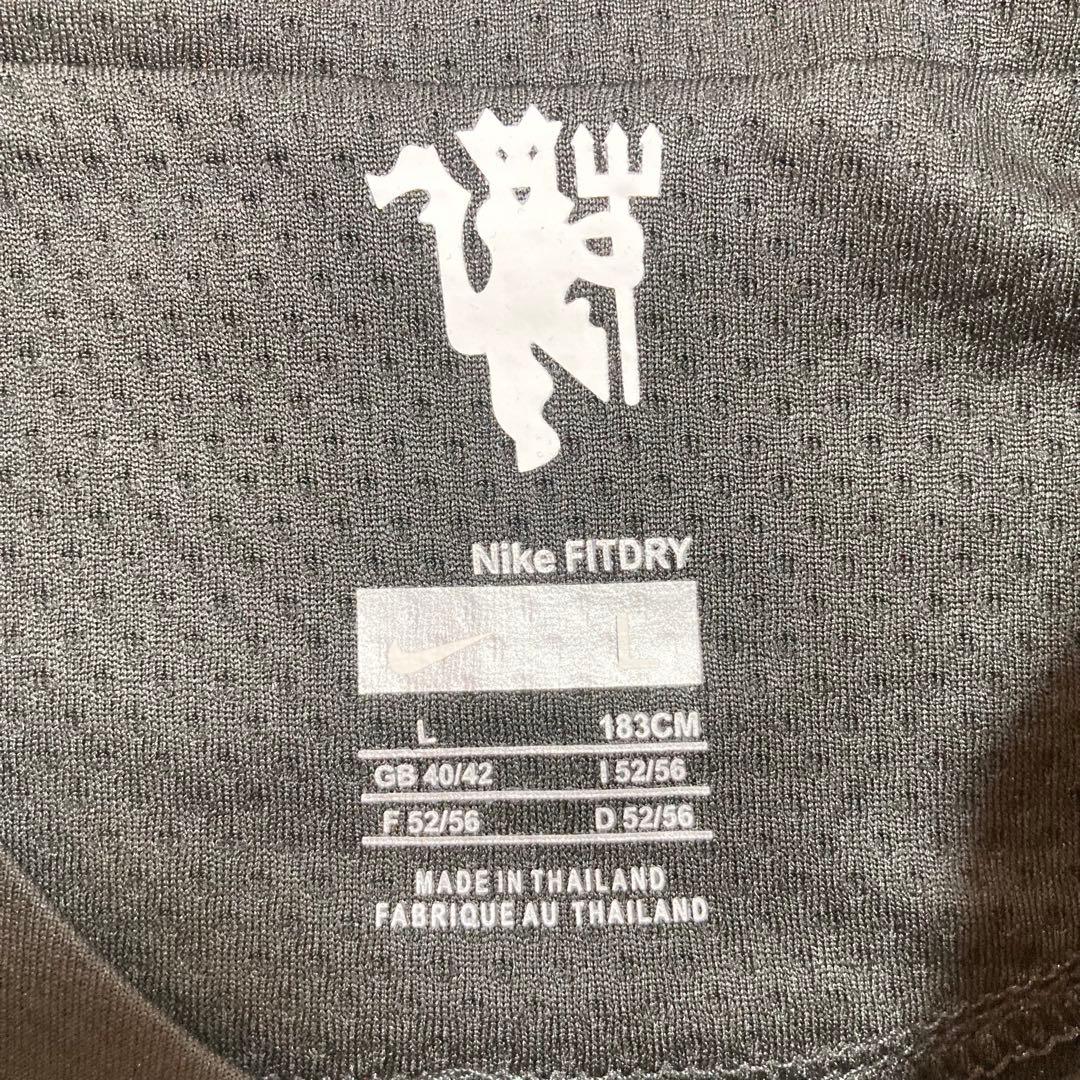 Nike FITDRY
L
L 183CM
GB 40/42 I 52/56
F 52/56 D 52/56
MADE IN THAILAND
FABRIQUE AU THAILAND